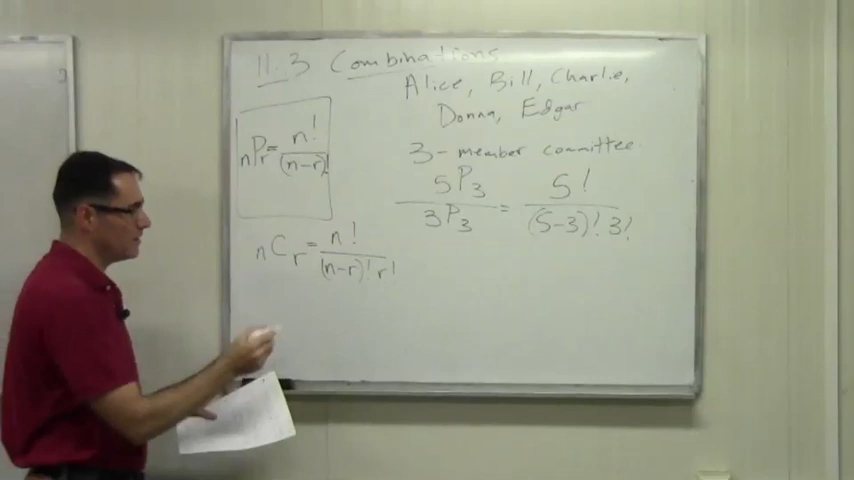 11.3 Combinations
Alice, Bill, Charlie,
Donna, Edgar
nPr = n! / (n-r)!
3-member committee
5P3 / 3P3 = 5! / (5-3)! 3!
nCr = n! / (n-r)! r!